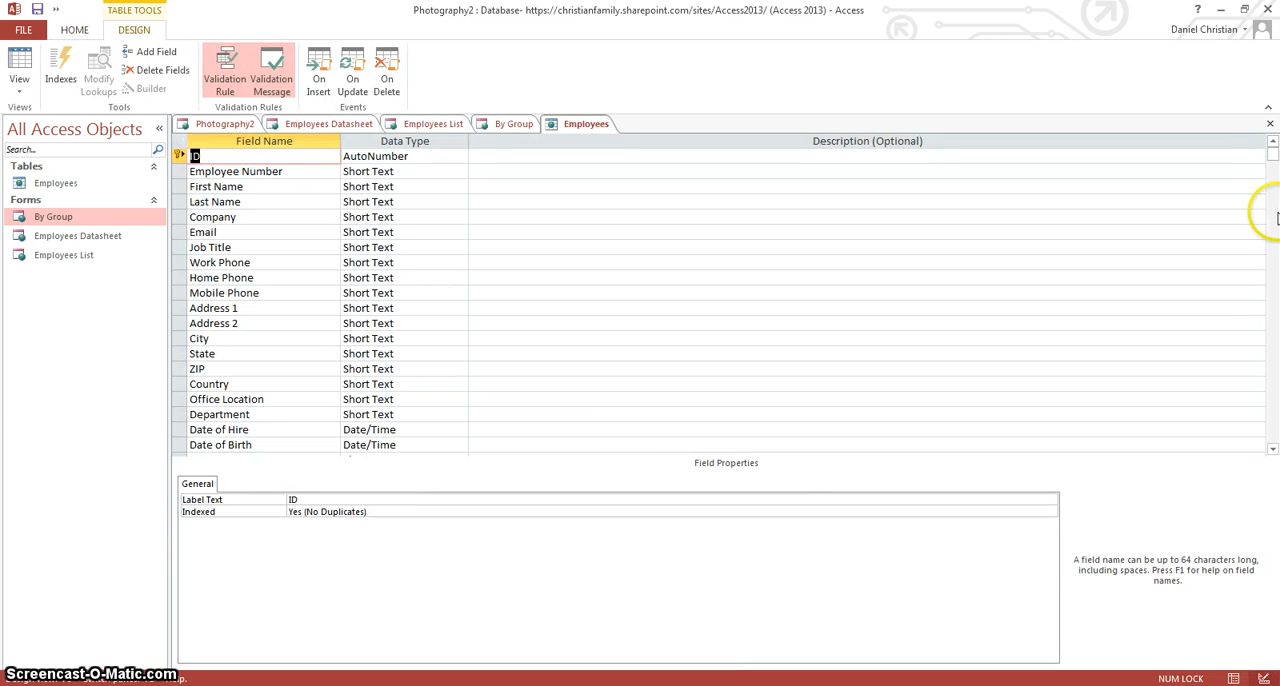 TABLE TOOLS
Photography2 : Database- https://christianfamily.sharepoint.com/sites/Access2013/ (Access 2013) - Access
FILE HOME DESIGN
Daniel Christian
View
Views
Indexes
Modify Lookups
Add Field
Delete Fields
Builder
Tools
Validation Rule
Validation Message
Validation Rules
On Insert
On Update
On Delete
Events
All Access Objects «
Search...
Tables
Employees
Forms
By Group
Employees Datasheet
Employees List
Photography2 Employees Datasheet Employees List By Group Employees
Field Name Data Type Description (Optional)
ID AutoNumber
Employee Number Short Text
First Name Short Text
Last Name Short Text
Company Short Text
Email Short Text
Job Title Short Text
Work Phone Short Text
Home Phone Short Text
Mobile Phone Short Text
Address 1 Short Text
Address 2 Short Text
City Short Text
State Short Text
ZIP Short Text
Country Short Text
Office Location Short Text
Department Short Text
Date of Hire Date/Time
Date of Birth Date/Time
Field Properties
General
Label Text ID
Indexed Yes (No Duplicates)
A field name can be up to 64 characters long,
including spaces. Press F1 for help on field
names.
Screencast-O-Matic.com
NUM LOCK